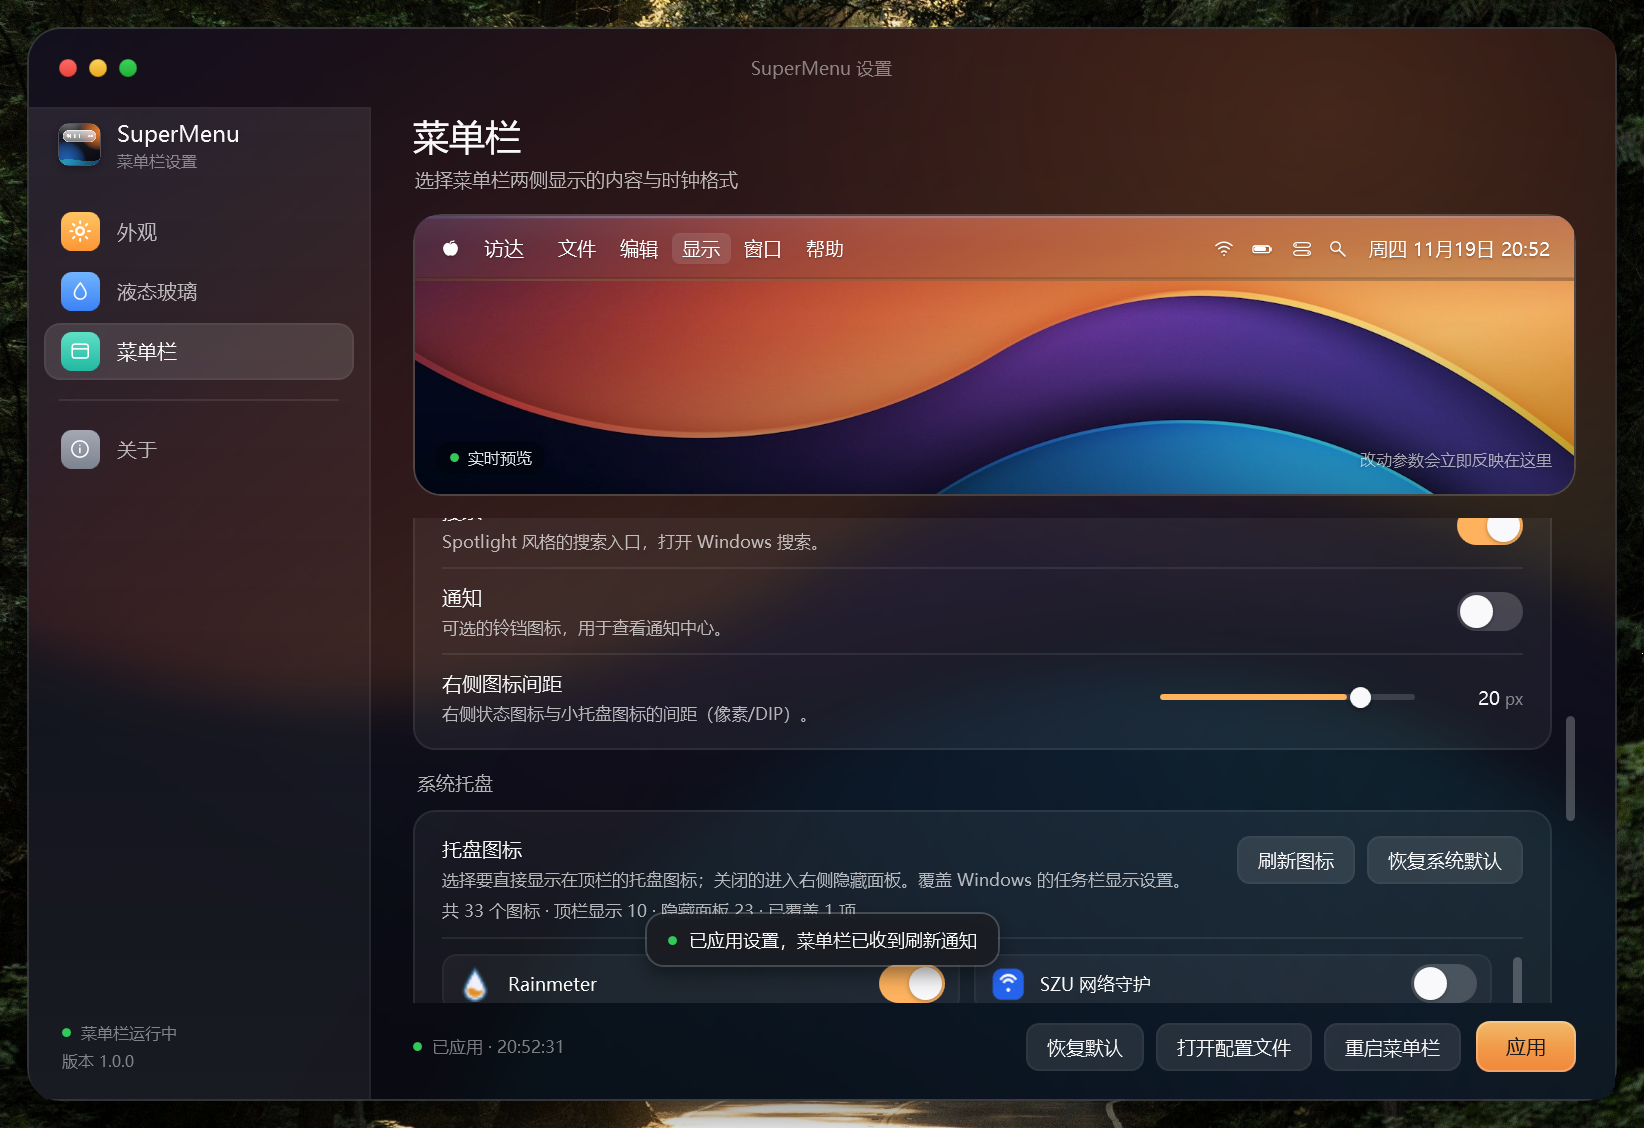 SuperMenu 设置
SuperMenu
菜单栏设置
外观
液态玻璃
菜单栏
关于
菜单栏运行中
版本 1.0.0
菜单栏
选择菜单栏两侧显示的内容与时钟格式
访达 文件 编辑 显示 窗口 帮助 周四 11月19日 20:52
实时预览
改动参数会立即反映在这里
Spotlight 风格的搜索入口，打开 Windows 搜索。
通知
可选的铃铛图标，用于查看通知中心。
右侧图标间距
右侧状态图标与小托盘图标的间距（像素/DIP）。
20 px
系统托盘
托盘图标
选择要直接显示在顶栏的托盘图标；关闭的进入右侧隐藏面板。覆盖 Windows 的任务栏显示设置。
共 33 个图标 · 顶栏显示 10 · 隐藏面板 23 · 已覆盖 1 项
刷新图标
恢复系统默认
已应用设置，菜单栏已收到刷新通知
Rainmeter
SZU 网络守护
已应用 · 20:52:31
恢复默认
打开配置文件
重启菜单栏
应用